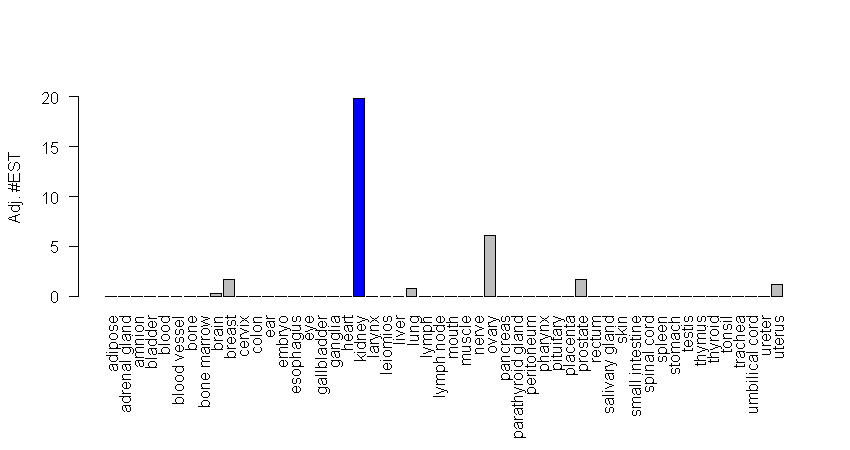 Adj. #EST
20
15
10
5
0
adipose
adrenal gland
amnion
bladder
blood
blood vessel
bone
bone marrow
brain
breast
cervix
colon
ear
embryo
esophagus
eye
gallbladder
ganglia
heart
kidney
larynx
leiomios
liver
lung
lymph
lymph node
mouth
muscle
nerve
ovary
pancreas
parathyroid gland
peritoneum
pharynx
pituitary
placenta
prostate
rectum
salivary gland
skin
small intestine
spinal cord
spleen
stomach
testis
thymus
thyroid
tonsil
trachea
umbilical cord
ureter
uterus